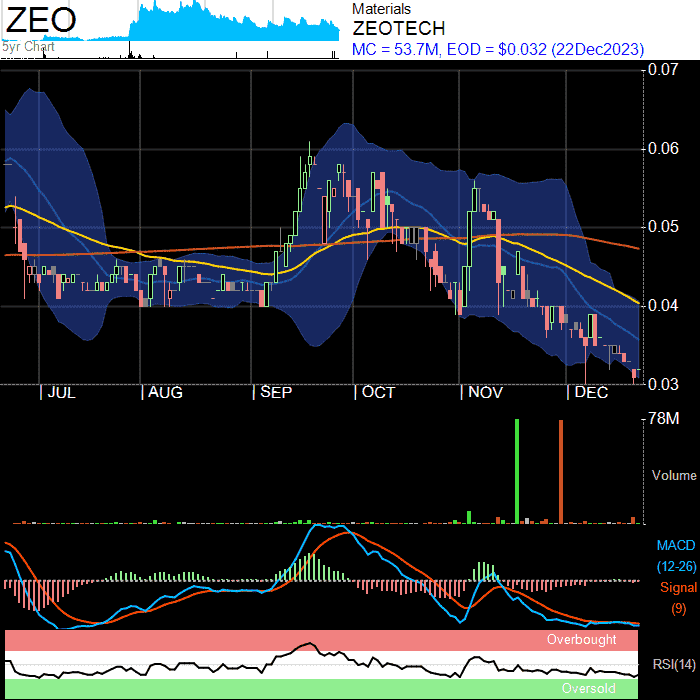 ZEO
5yr Chart
Materials
ZEOTECH
MC = 53.7M, EOD = $0.032 (22Dec2023)
0.07
0.06
0.05
0.04
0.03
JUL AUG SEP OCT NOV DEC
78M
Volume
MACD
(12-26)
Signal
(9)
Overbought
RSI(14)
Oversold